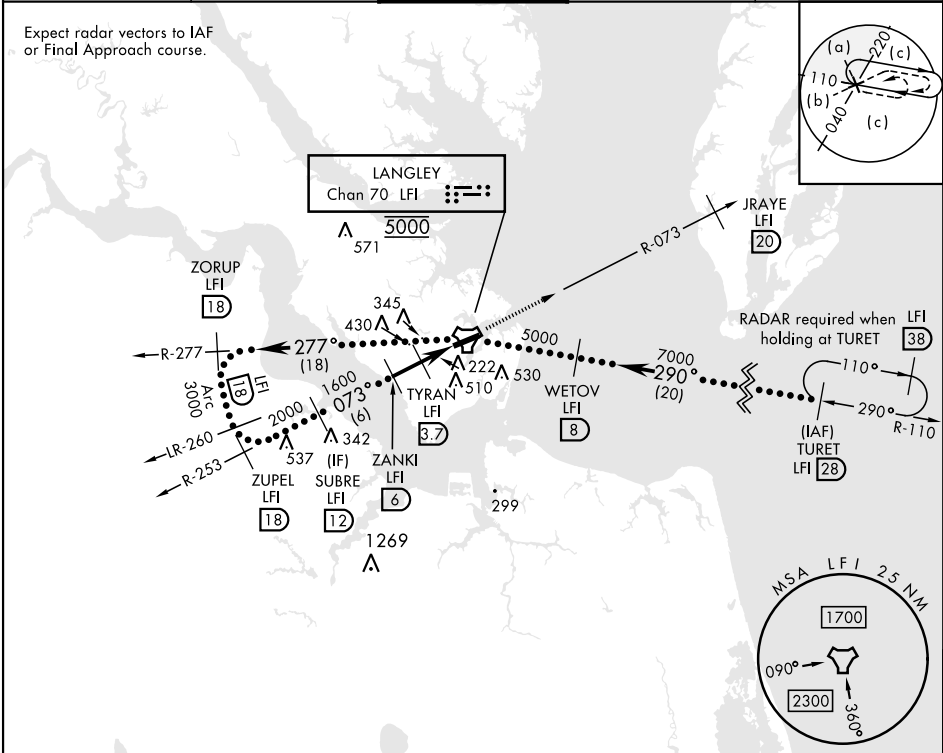 Expect radar vectors to IAF
or Final Approach course.
(a)
220
(c)
110
(b)
040
(c)
LANGLEY
Chan 70 LFI
571
5000
JRAYE
LFI
20
R-073
ZORUP
LFI
18
345
430
RADAR required when
holding at TURET
LFI
38
R-277
277°
(18)
5000
7000
290°
(20)
110°
290°
R-110
Arc
3000
LFI
18
1600
073°
(6)
2000
222
510
530
TYRAN
LFI
3.7
WETOV
LFI
8
(IAF)
TURET
LFI 28
LR-260
R-253
537
342
ZUPEL
LFI
18
(IF)
SUBRE
LFI
12
ZANKI
LFI
6
299
1269
MSA LFI 25 NM
1700
090°
2300
360°